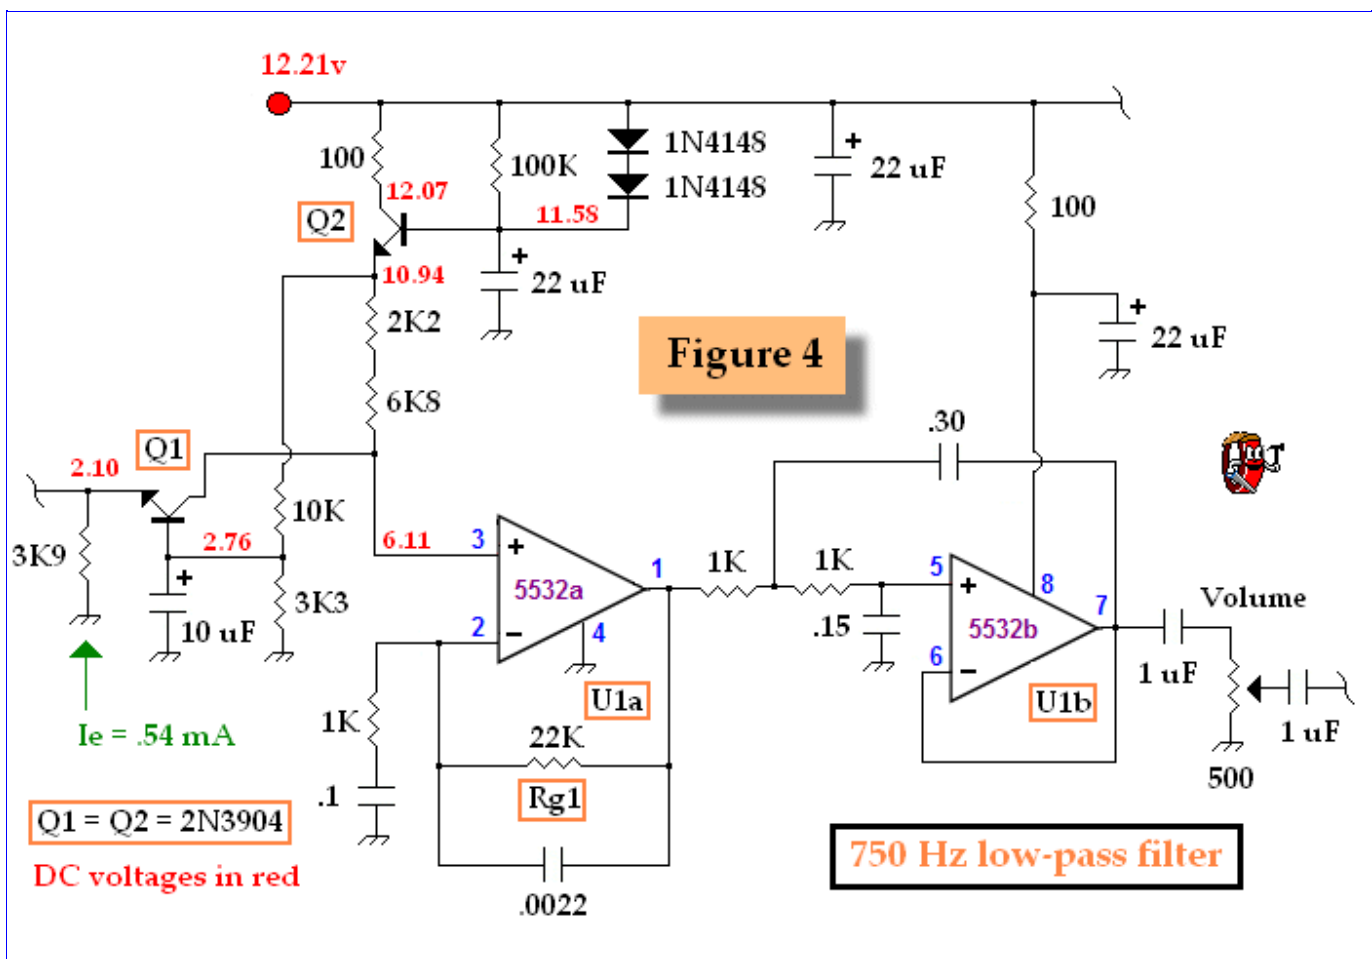 12.21v
1N4148
1N4148
100
100K
22 uF
12.07
Q2
11.58
100
10.94
22 uF
2K2
22 uF
Figure 4
6K8
.30
Q1
2.10
10K
2.76
6.11
3
+
5532a
1
1K
1K
5
+
8
3K9
3K3
10 uF
2
−
4
.15
5532b
7
Volume
6
−
1 uF
U1a
U1b
1K
Ie = .54 mA
22K
1 uF
500
.1
Rg1
Q1 = Q2 = 2N3904
750 Hz low-pass filter
DC voltages in red
.0022